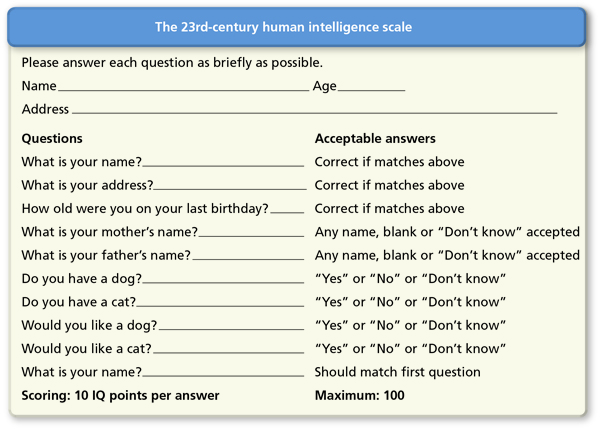 The 23rd-century human intelligence scale
Please answer each question as briefly as possible.
Name Age
Address
Questions Acceptable answers
What is your name? Correct if matches above
What is your address? Correct if matches above
How old were you on your last birthday? Correct if matches above
What is your mother’s name? Any name, blank or “Don’t know” accepted
What is your father’s name? Any name, blank or “Don’t know” accepted
Do you have a dog? “Yes” or “No” or “Don’t know”
Do you have a cat? “Yes” or “No” or “Don’t know”
Would you like a dog? “Yes” or “No” or “Don’t know”
Would you like a cat? “Yes” or “No” or “Don’t know”
What is your name? Should match first question
Scoring: 10 IQ points per answer Maximum: 100